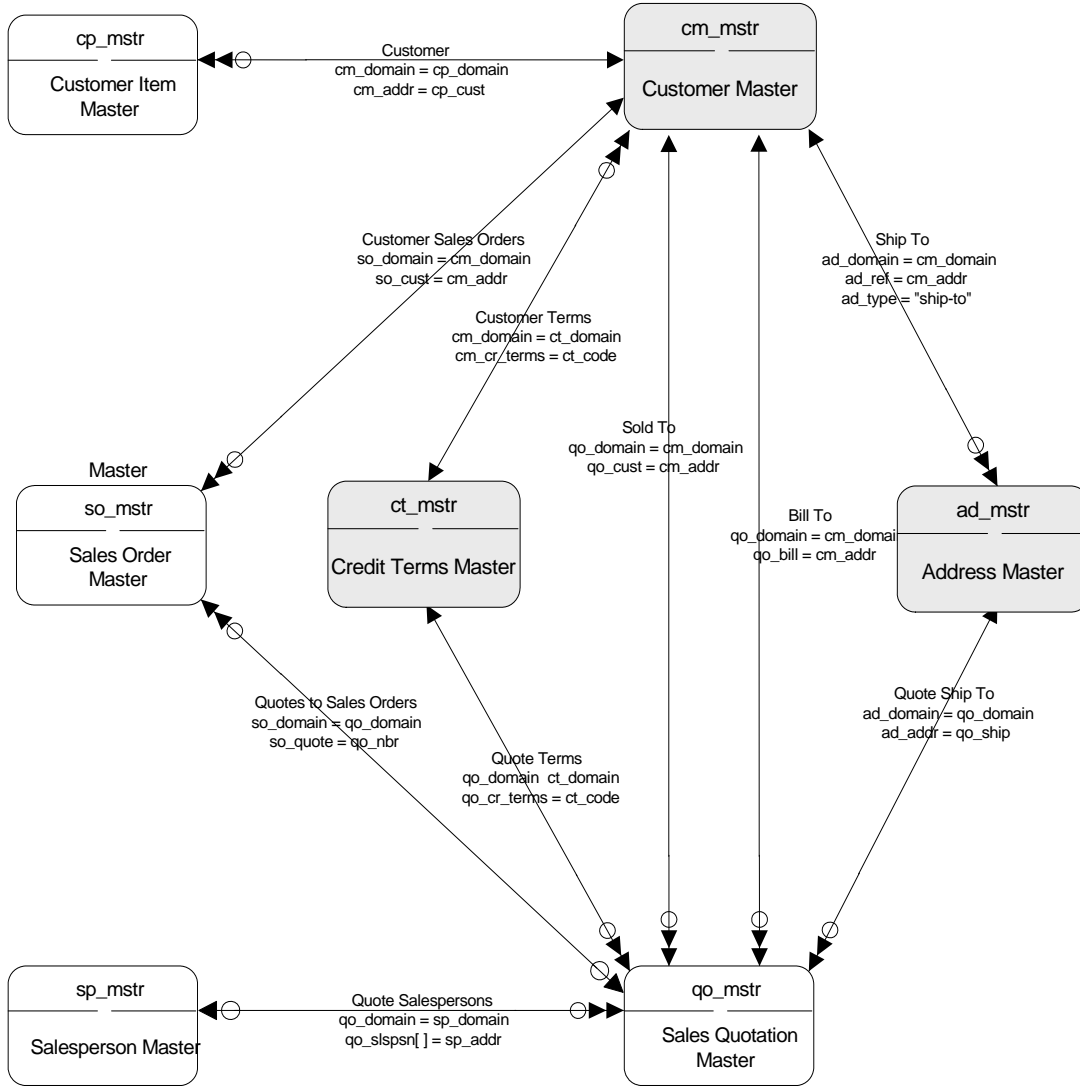 cp_mstr
Customer Item
Master
Customer
cm_domain = cp_domain
cm_addr = cp_cust
cm_mstr
Customer Master
Customer Sales Orders
so_domain = cm_domain
so_cust = cm_addr
Ship To
ad_domain = cm_domain
ad_ref = cm_addr
ad_type = "ship-to"
Customer Terms
cm_domain = ct_domain
cm_cr_terms = ct_code
Sold To
qo_domain = cm_domain
qo_cust = cm_addr
Master
so_mstr
Sales Order
Master
ct_mstr
Credit Terms Master
Bill To
qo_domain = cm_domai
qo_bill = cm_addr
ad_mstr
Address Master
Quotes to Sales Orders
so_domain = qo_domain
so_quote = qo_nbr
Quote Terms
qo_domain ct_domain
qo_cr_terms = ct_code
Quote Ship To
ad_domain = qo_domain
ad_addr = qo_ship
sp_mstr
Salesperson Master
Quote Salespersons
qo_domain = sp_domain
qo_slspsn[ ] = sp_addr
qo_mstr
Sales Quotation
Master